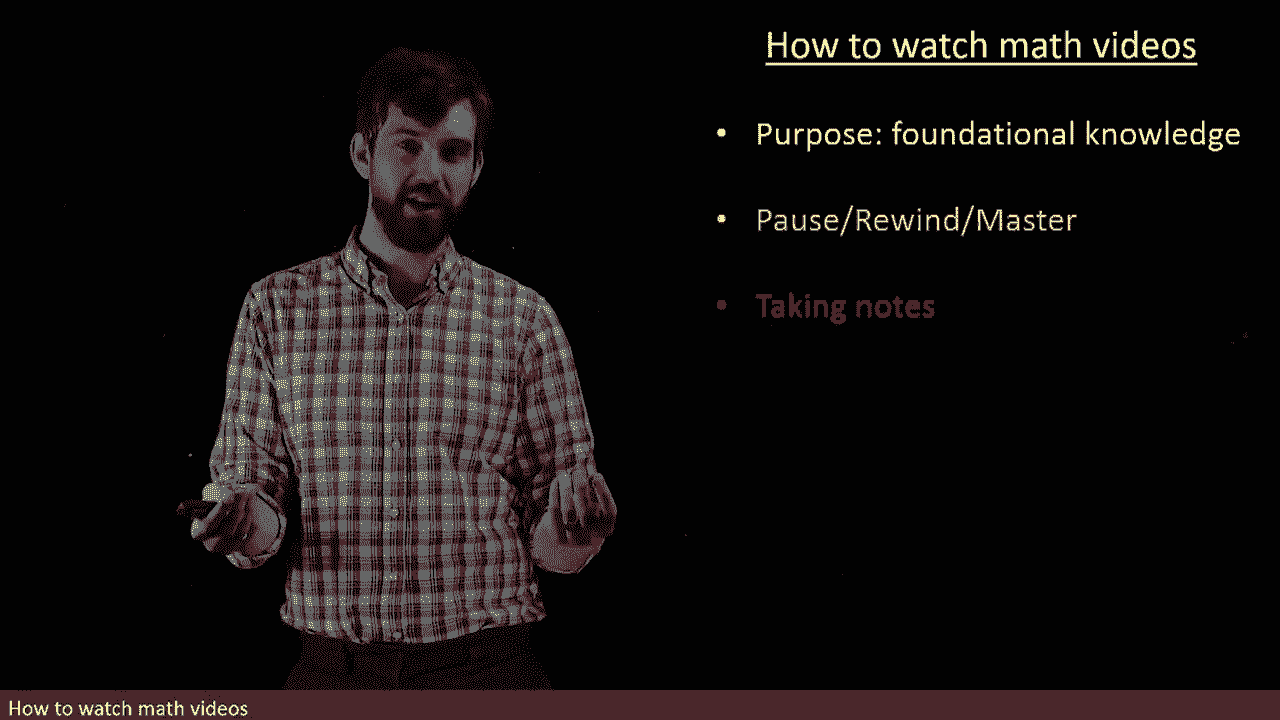 How to watch math videos
• Purpose: foundational knowledge
• Pause/Rewind/Master
• Taking notes
How to watch math videos